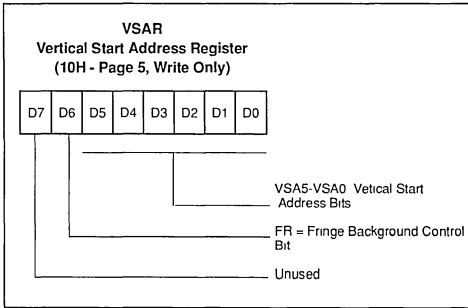 VSAR
Vertical Start Address Register
(10H - Page 5, Write Only)
D7 D6 D5 D4 D3 D2 D1 D0
VSA5-VSA0 Vetical Start
Address Bits
FR = Fringe Background Control
Bit
Unused